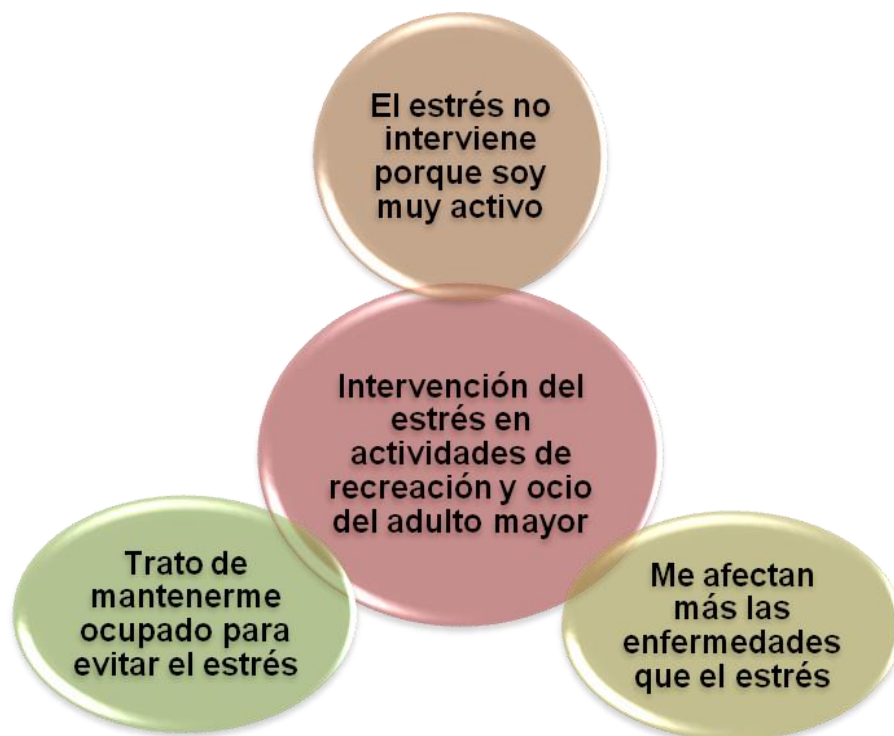 El estrés no
interviene
porque soy
muy activo
Intervención del
estrés en
actividades de
recreación y ocio
del adulto mayor
Trato de
mantenerme
ocupado para
evitar el estrés
Me afectan
más las
enfermedades
que el estrés